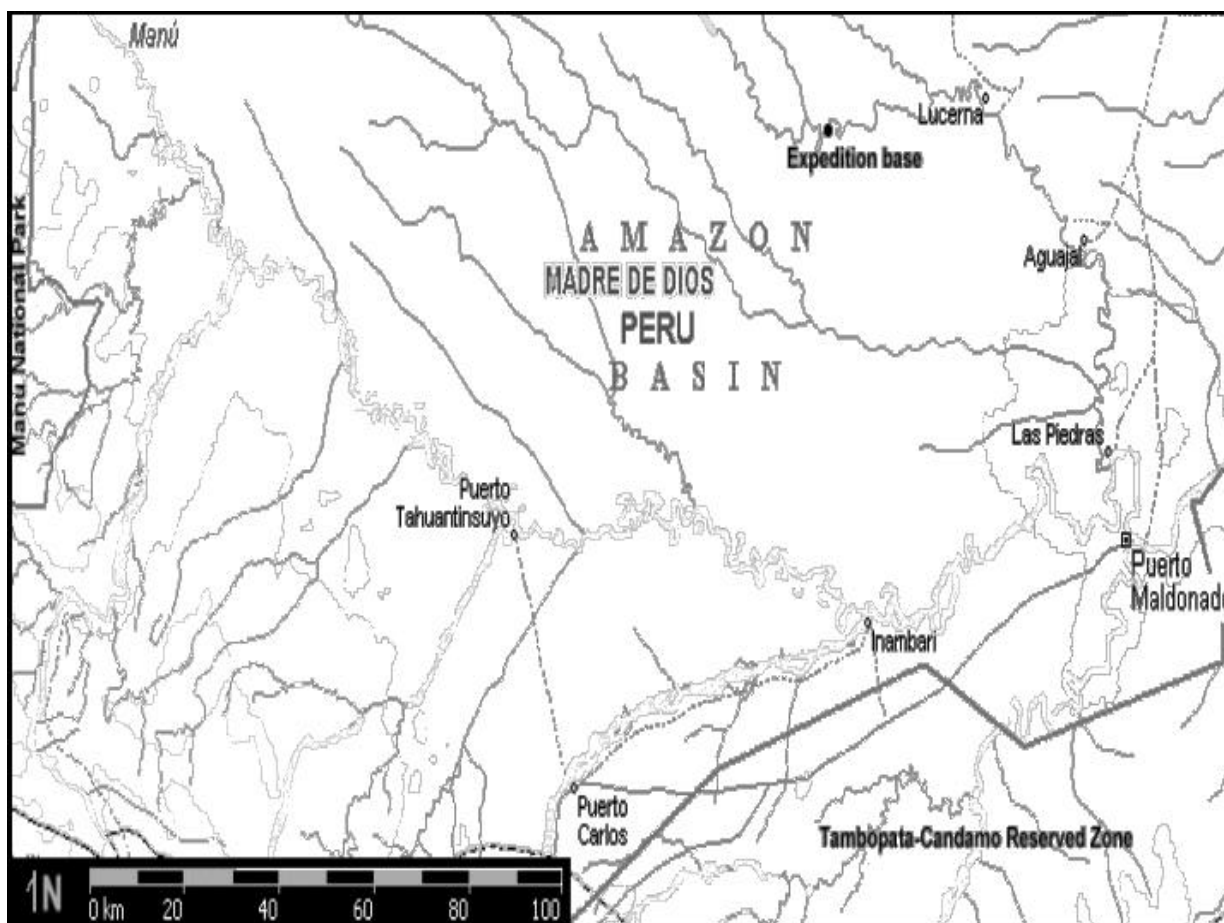 Manú
Lucerna
Expedition base
Manu National Park
A M A Z O N
Aguajal
MADRE DE DIOS
PERU
B A S I N
Las Piedras
Puerto
Tahuantinsuyo
Puerto
Maldonado
Inambari
Puerto
Carlos
Tambopata-Candamo Reserved Zone
N
0 km 20 40 60 80 100